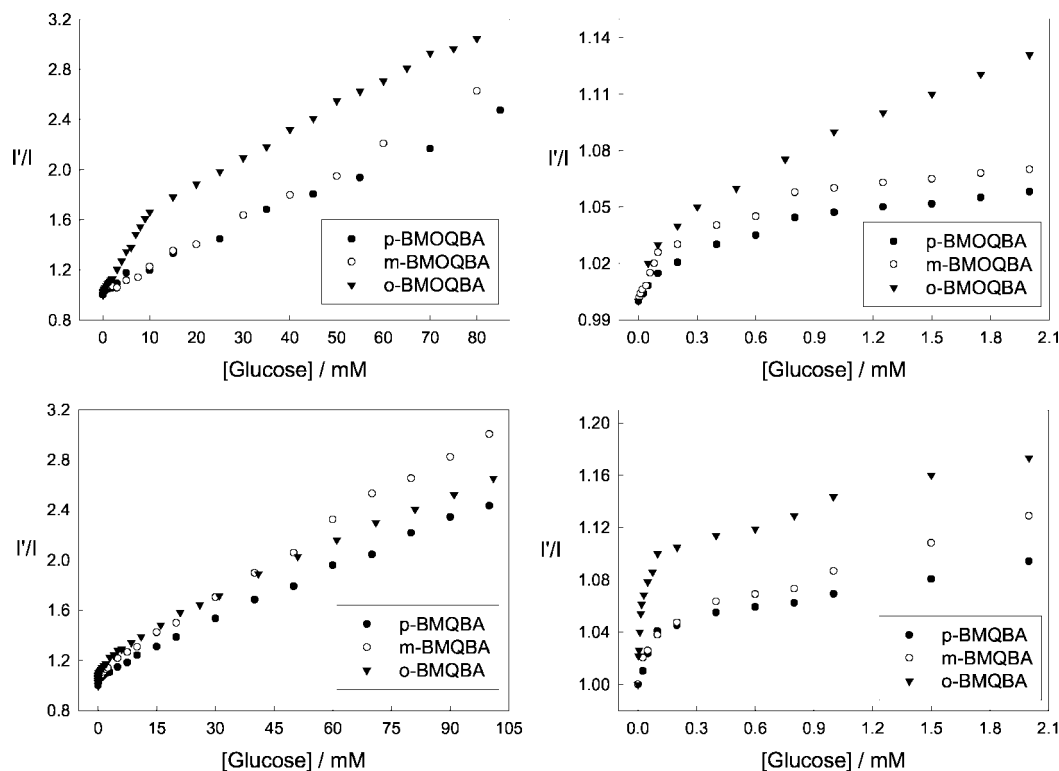 3.2
2.8
2.4
2.0
1.6
1.2
0.8
I'/I
0 10 20 30 40 50 60 70 80
[Glucose] / mM
p-BMOQBA
m-BMOQBA
o-BMOQBA
1.14
1.11
1.08
1.05
1.02
0.99
I'/I
0.0 0.3 0.6 0.9 1.2 1.5 1.8 2.1
[Glucose] / mM
p-BMOQBA
m-BMOQBA
o-BMOQBA
3.2
2.8
2.4
2.0
1.6
1.2
0.8
I'/I
0 15 30 45 60 75 90 105
[Glucose] / mM
p-BMQBA
m-BMQBA
o-BMQBA
1.20
1.16
1.12
1.08
1.04
1.00
I'/I
0.0 0.3 0.6 0.9 1.2 1.5 1.8 2.1
[Glucose] / mM
p-BMQBA
m-BMQBA
o-BMQBA